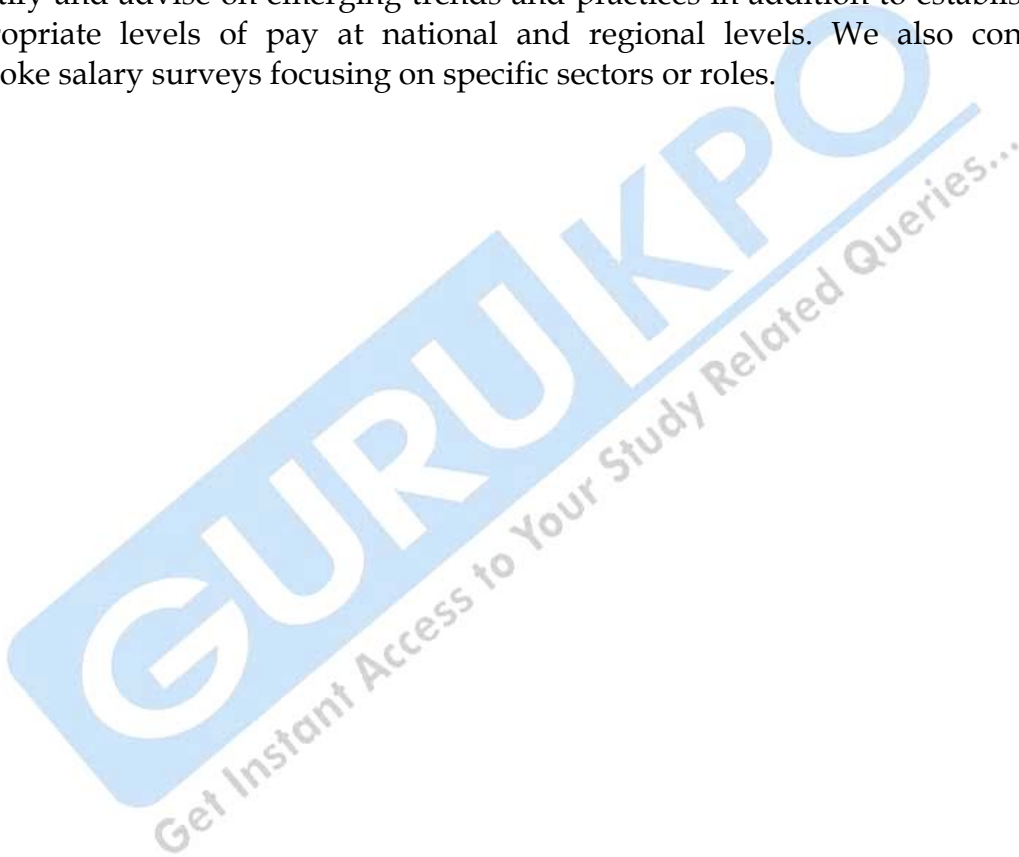 tify and advise on emerging trends and practices in addition to establis
ropriate levels of pay at national and regional levels. We also con
oke salary surveys focusing on specific sectors or roles.
GURUKPO
Get Instant Access to Your Study Related Queries...